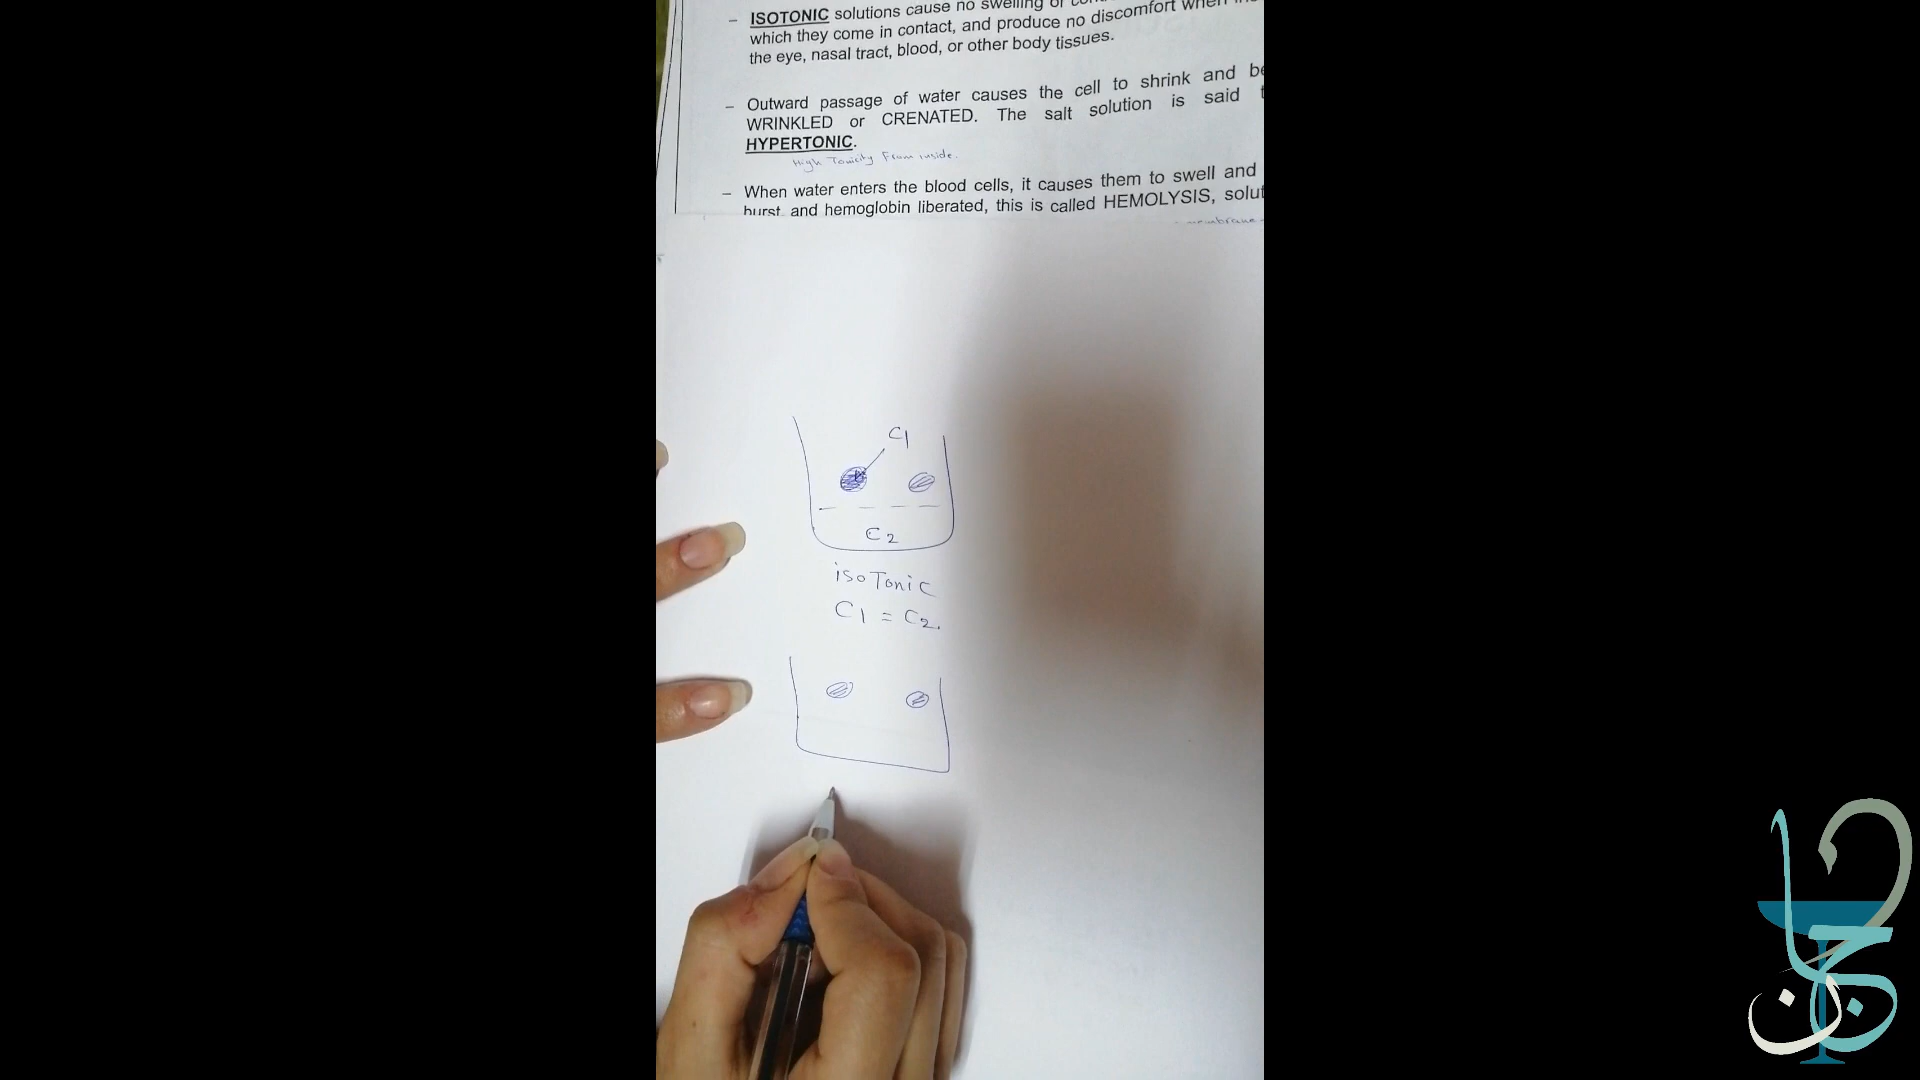 - ISOTONIC solutions cause no swelling or
which they come in contact, and produce no discomfort when
the eye, nasal tract, blood, or other body tissues.
- Outward passage of water causes the cell to shrink and
WRINKLED or CRENATED. The salt solution is said
HYPERTONIC.
High Tonicity From inside.
- When water enters the blood cells, it causes them to swell and
burst, and hemoglobin liberated, this is called HEMOLYSIS,
membrane
C1
C2
isoTonic
C1 = C2.